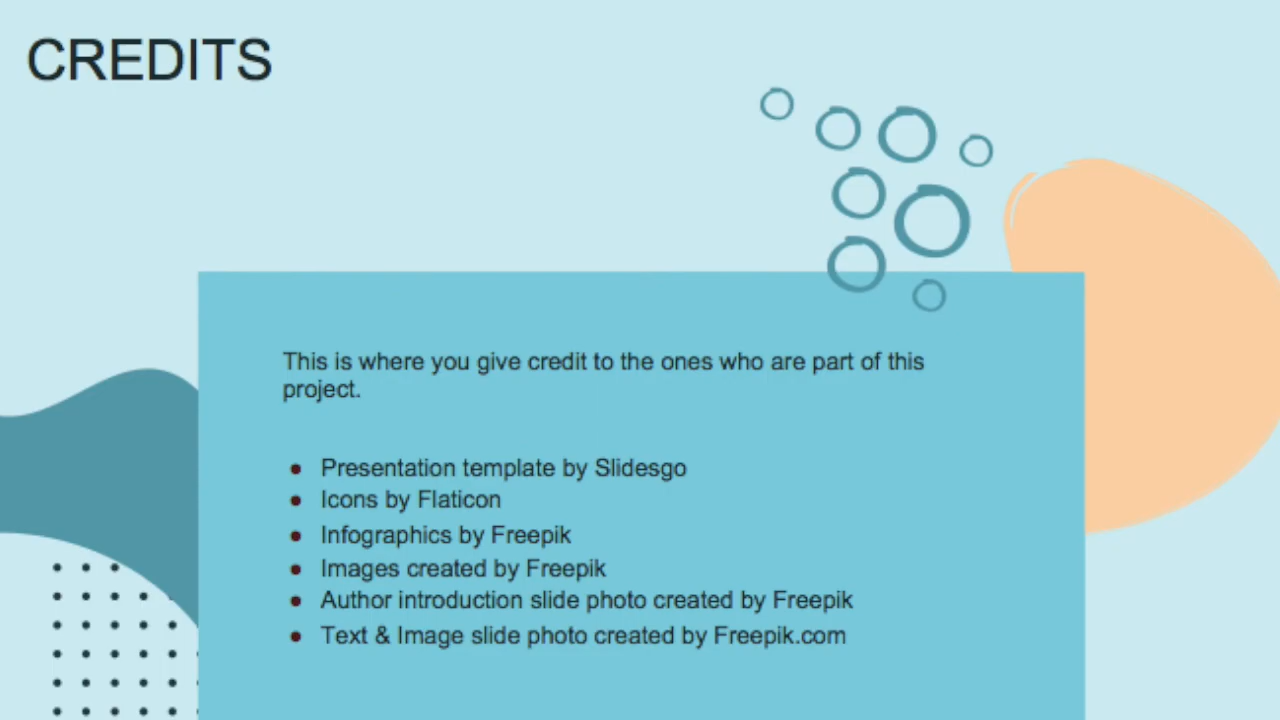 CREDITS
This is where you give credit to the ones who are part of this
project.
● Presentation template by Slidesgo
● Icons by Flaticon
● Infographics by Freepik
● Images created by Freepik
● Author introduction slide photo created by Freepik
● Text & Image slide photo created by Freepik.com